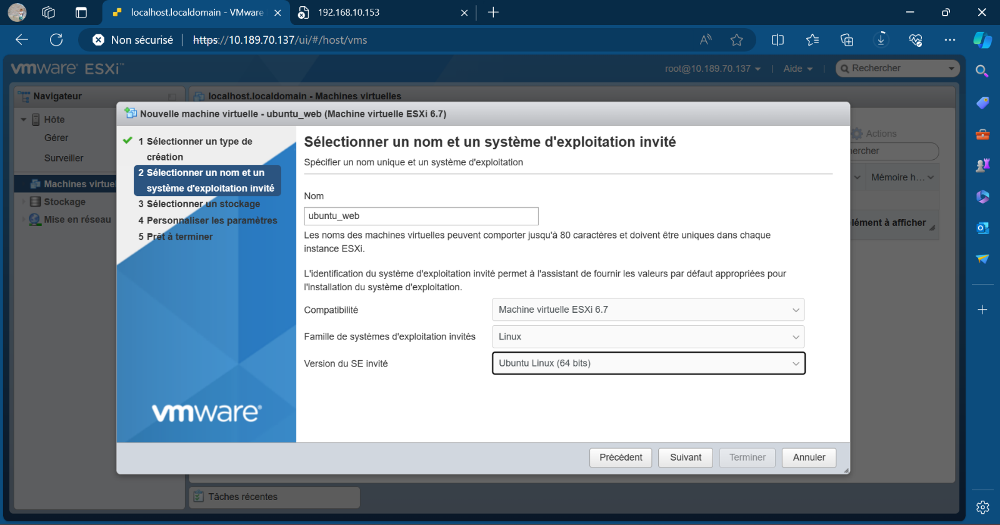 localhost.localdomain - VMware
192.168.10.153
Non sécurisé
https://10.189.70.137/ui/#/host/vms
vmware ESXi™
root@10.189.70.137
Aide
Rechercher
Navigateur
localhost.localdomain - Machines virtuelles
Hôte
Gérer
Surveiller
Machines virtuel
Stockage
Mise en réseau
Actions
ercher
Mémoire h...
lément à afficher
Nouvelle machine virtuelle - ubuntu_web (Machine virtuelle ESXi 6.7)
1 Sélectionner un type de
création
2 Sélectionner un nom et un
système d'exploitation invité
3 Sélectionner un stockage
4 Personnaliser les paramètres
5 Prêt à terminer
vmware®
Sélectionner un nom et un système d'exploitation invité
Spécifier un nom unique et un système d'exploitation
Nom
ubuntu_web
Les noms des machines virtuelles peuvent comporter jusqu'à 80 caractères et doivent être uniques dans chaque
instance ESXi.
L'identification du système d'exploitation invité permet à l'assistant de fournir les valeurs par défaut appropriées pour
l'installation du système d'exploitation.
Compatibilité
Machine virtuelle ESXi 6.7
Famille de systèmes d'exploitation invités
Linux
Version du SE invité
Ubuntu Linux (64 bits)
Précédent
Suivant
Terminer
Annuler
Tâches récentes